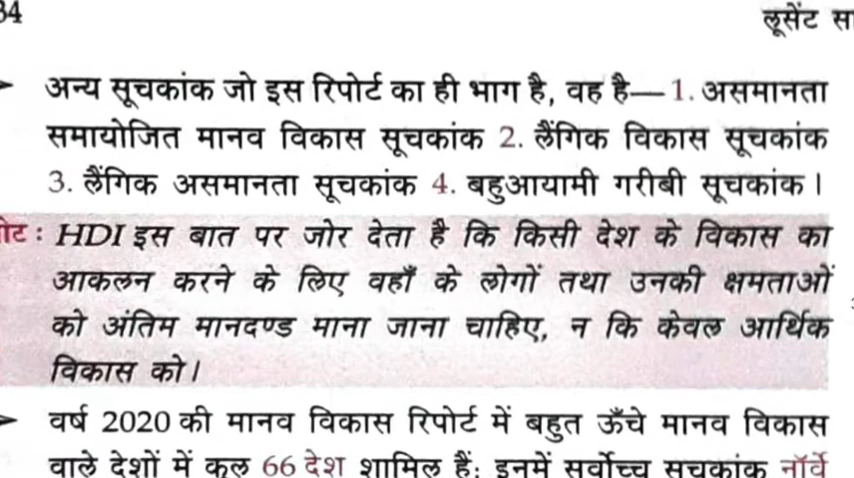 34
लूसेंट
अन्य सूचकांक जो इस रिपोर्ट का ही भाग है, वह है— 1. असमानता
समायोजित मानव विकास सूचकांक 2. लैंगिक विकास सूचकांक
3. लैंगिक असमानता सूचकांक 4. बहुआयामी गरीबी सूचकांक।
नोट : HDI इस बात पर जोर देता है कि किसी देश के विकास का
आकलन करने के लिए वहाँ के लोगों तथा उनकी क्षमताओं
को अंतिम मानदण्ड माना जाना चाहिए, न कि केवल आर्थिक
विकास को।
वर्ष 2020 की मानव विकास रिपोर्ट में बहुत ऊँचे मानव विकास
वाले देशों में कुल 66 देश शामिल हैं; इनमें सर्वोच्च सूचकांक नॉर्वे